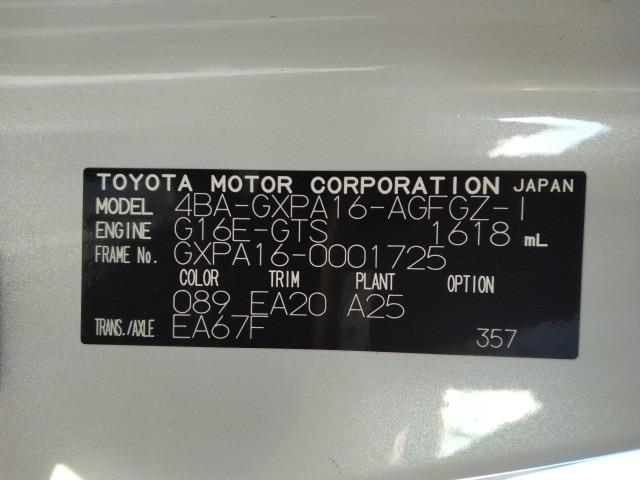 TOYOTA MOTOR CORPORATION JAPAN
MODEL 4BA-GXPA16-AGFGZ-I
ENGINE G16E-GTS 1618 mL
FRAME No. GXPA16-0001725
COLOR TRIM PLANT OPTION
089 EA20 A25
TRANS./AXLE EA67F 357